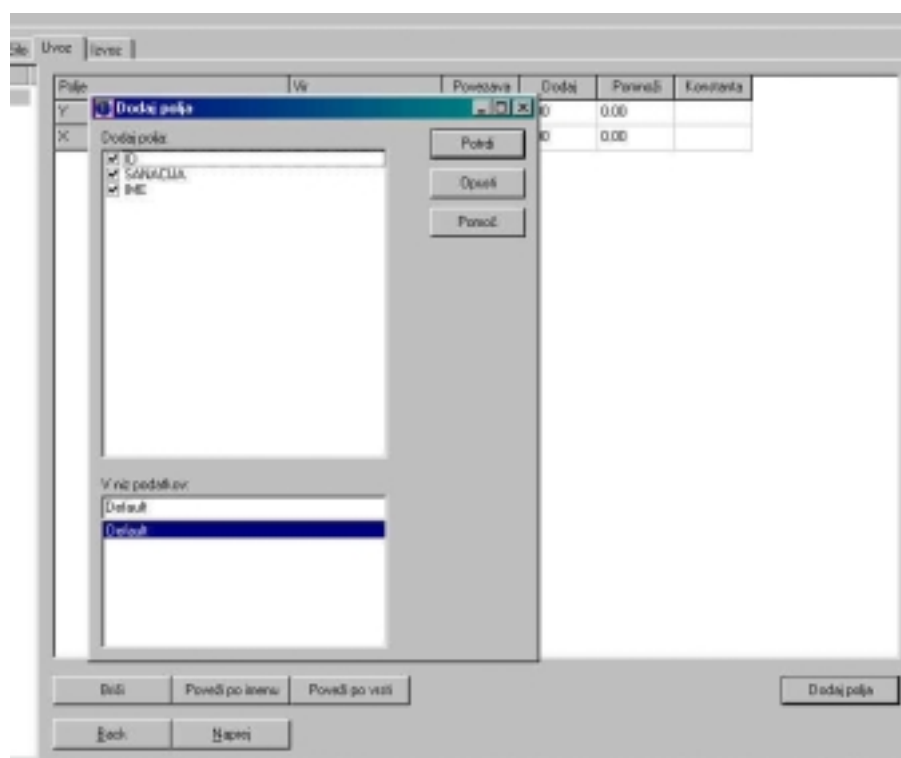 Uvoz Izvoz
Polje Vir Povezava Dodaj Pomnoži Konstanta
Y 0.00
X 0.00
Dodaj polja
Dodaj polja:
ID
SANACIJA
IME
Potrdi
Opusti
Pomoč
V niz podatkov:
Default
Default
Briši Poveži po imenu Poveži po vrsti Dodaj polja
Back Naprej